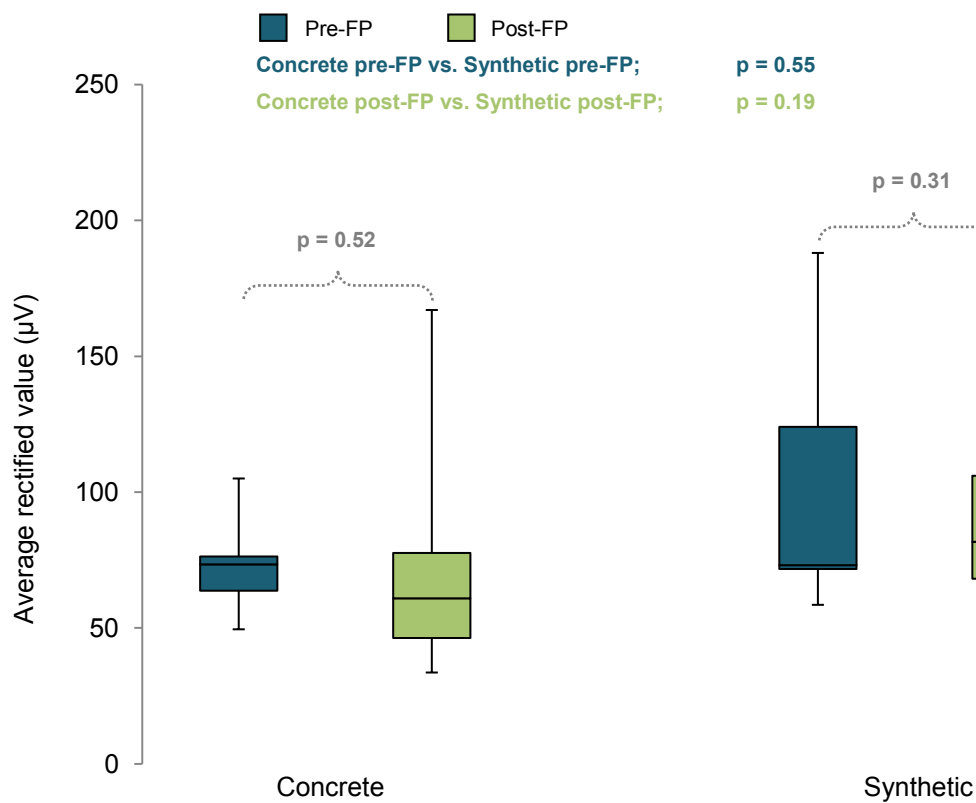 Pre-FP Post-FP
Concrete pre-FP vs. Synthetic pre-FP; p = 0.55
Concrete post-FP vs. Synthetic post-FP; p = 0.19
250
200
150
100
50
0
Average rectified value (µV)
p = 0.52
p = 0.31
Concrete Synthetic